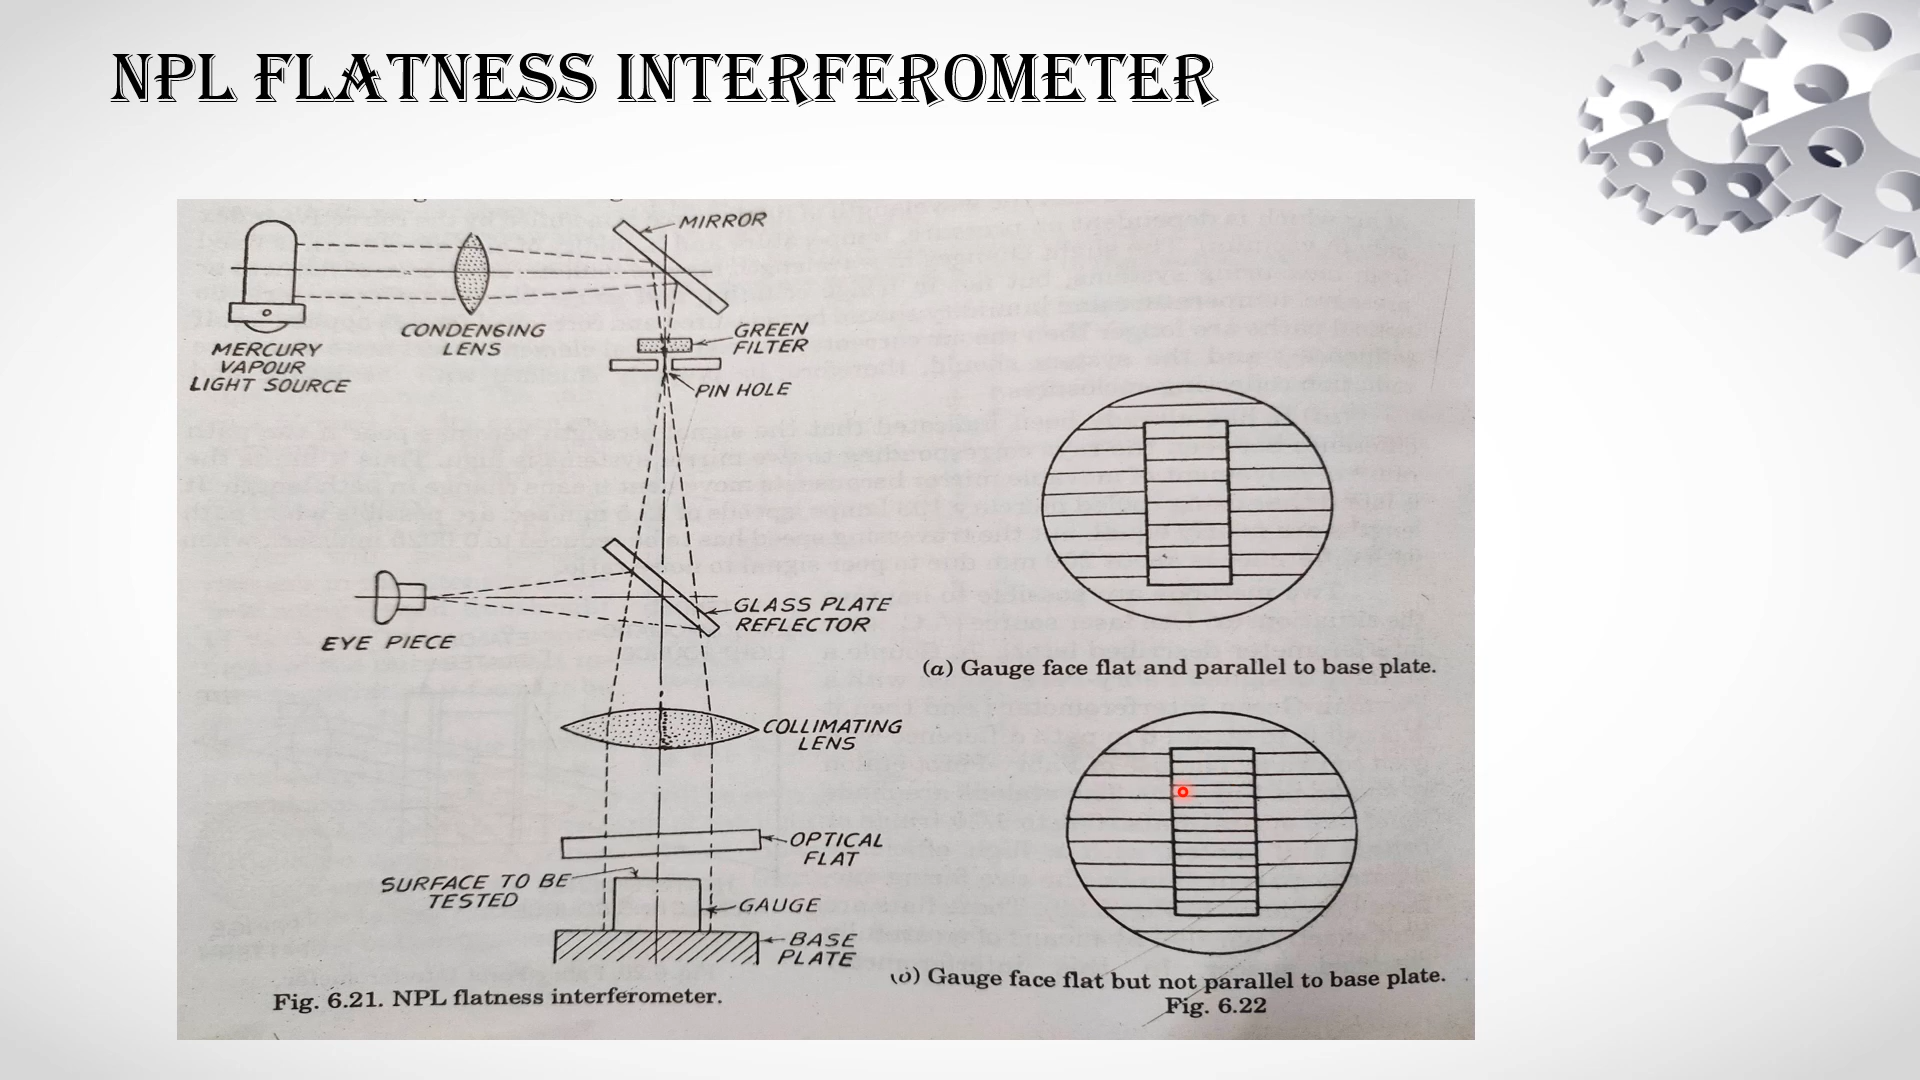 NPL FLATNESS INTERFEROMETER
MIRROR
CONDENSING
LENS
MERCURY
VAPOUR
LIGHT SOURCE
GREEN
FILTER
PIN HOLE
GLASS PLATE
REFLECTOR
EYE PIECE
COLLIMATING
LENS
OPTICAL
FLAT
SURFACE TO BE
TESTED
GAUGE
BASE
PLATE
Fig. 6.21. NPL flatness interferometer.
(a) Gauge face flat and parallel to base plate.
Gauge face flat but not parallel to base plate.
Fig. 6.22